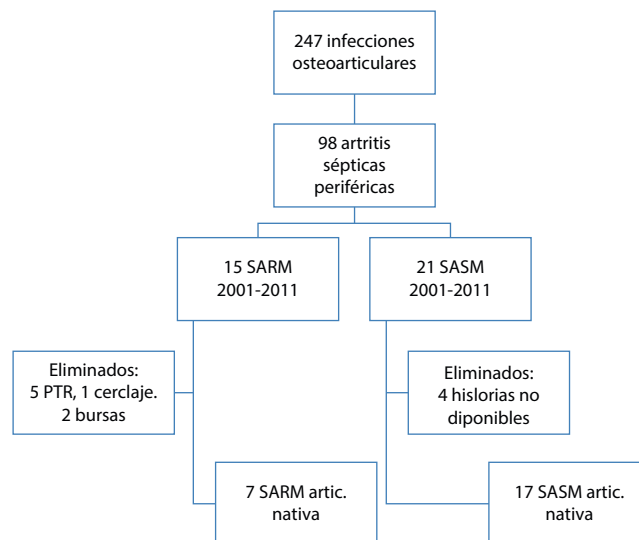 247 infecciones
osteoarticulares
98 artritis
sépticas
periféricas
15 SARM
2001-2011
21 SASM
2001-2011
Eliminados:
5 PTR, 1 cerclaje.
2 bursas
Eliminados:
4 hislorias no
diponibles
7 SARM artic.
nativa
17 SASM artic.
nativa